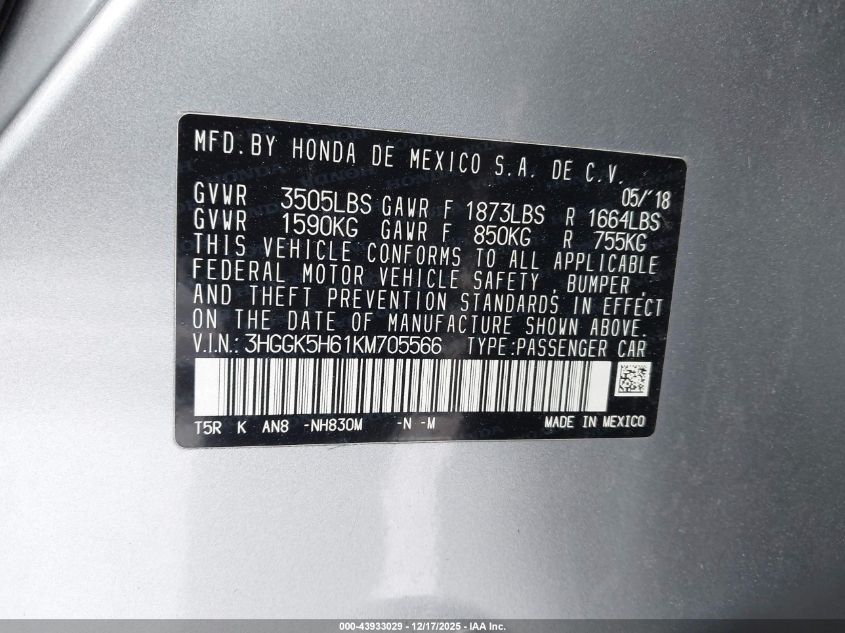 MFD. BY HONDA DE MEXICO S.A. DE C.V.
05/'18
GVWR 3505LBS GAWR F 1873LBS R 1664LBS
GVWR 1590KG GAWR F 850KG R 755KG
THIS VEHICLE CONFORMS TO ALL APPLICABLE
FEDERAL MOTOR VEHICLE SAFETY, BUMPER,
AND THEFT PREVENTION STANDARDS IN EFFECT
ON THE DATE OF MANUFACTURE SHOWN ABOVE.
V.I.N.: 3HGGK5H61KM705566 TYPE:PASSENGER CAR
T5R K AN8 -NH830M -N -M MADE IN MEXICO
000-43933029 - 12/17/2025 - IAA Inc.